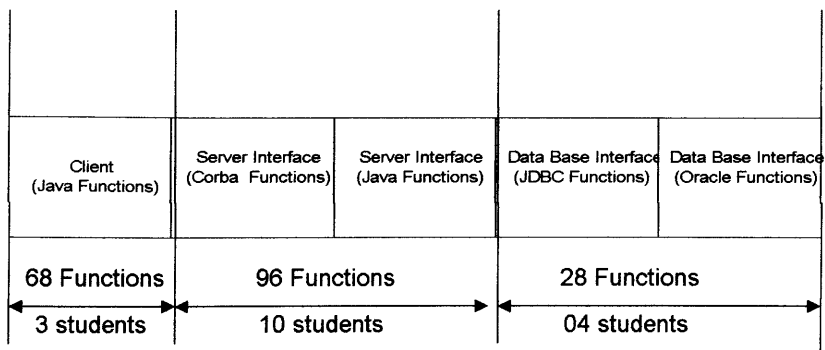 Client
(Java Functions)
Server Interface
(Corba Functions)
Server Interface
(Java Functions)
Data Base Interface
(JDBC Functions)
Data Base Interface
(Oracle Functions)
68 Functions
96 Functions
28 Functions
3 students
10 students
04 students